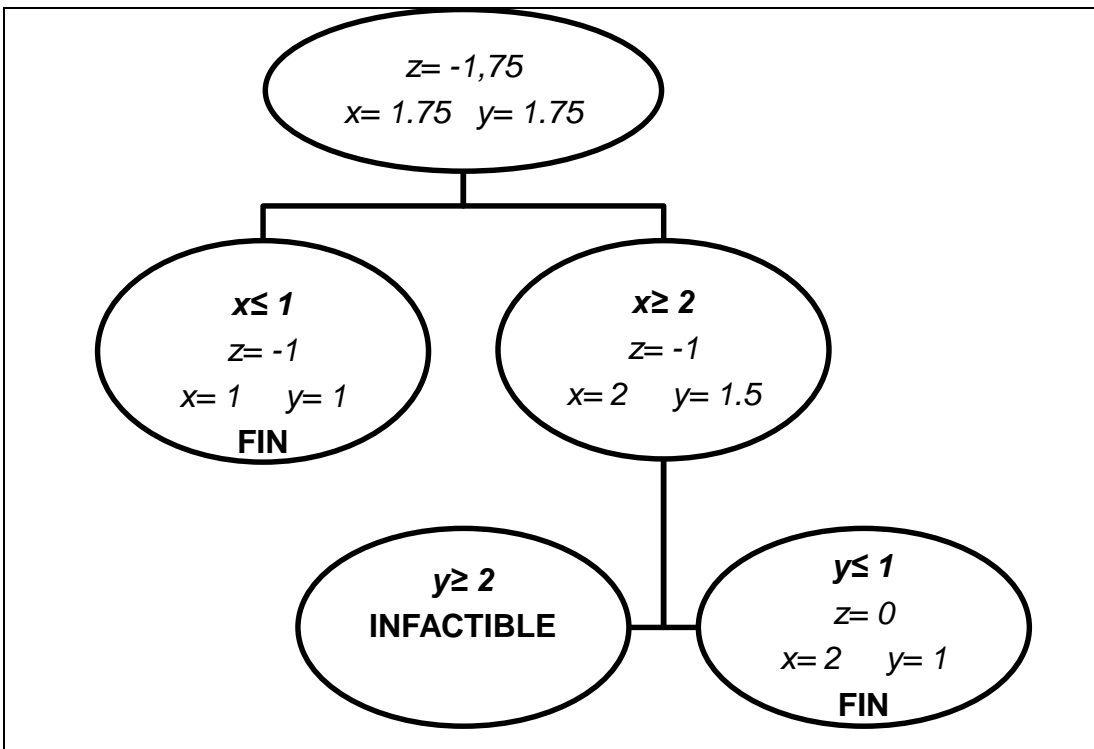 z= -1,75
x= 1.75 y= 1.75
x≤ 1
z= -1
x= 1 y= 1
FIN
x≥ 2
z= -1
x= 2 y= 1.5
y≥ 2
INFACTIBLE
y≤ 1
z= 0
x= 2 y= 1
FIN